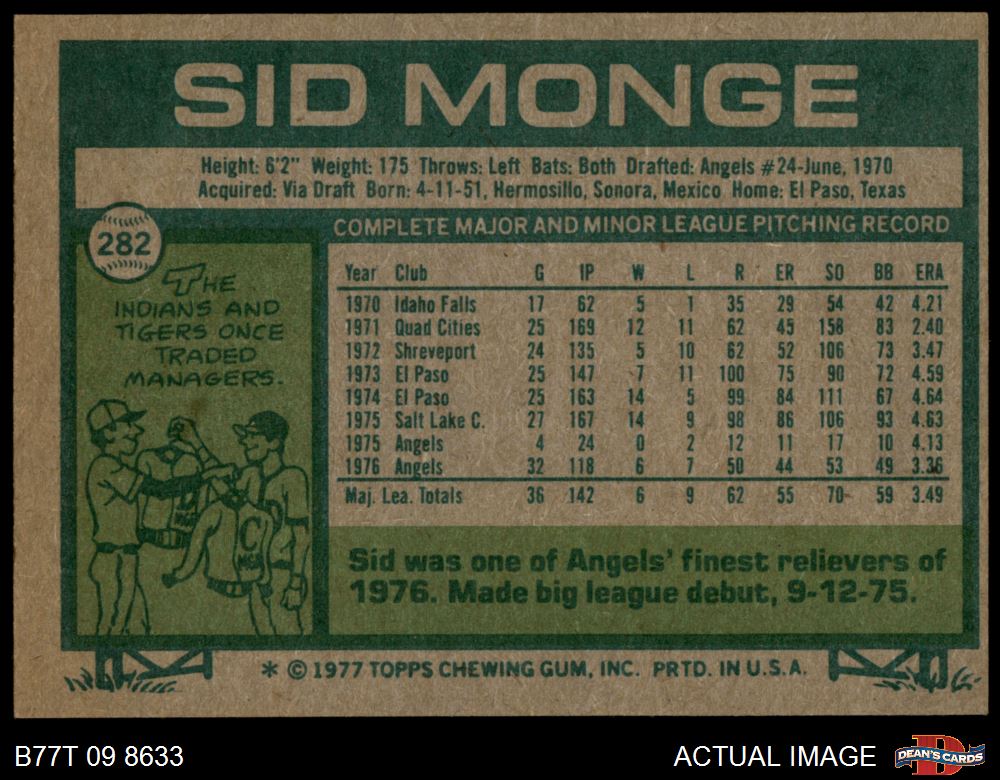 SID MONGE
Height: 6'2" Weight: 175 Throws: Left Bats: Both Drafted: Angels #24-June, 1970
Acquired: Via Draft Born: 4-11-51, Hermosillo, Sonora, Mexico Home: El Paso, Texas
282
THE
INDIANS AND
TIGERS ONCE
TRADED
MANAGERS.
C
MGR
COMPLETE MAJOR AND MINOR LEAGUE PITCHING RECORD
Year Club G IP W L R ER SO BB ERA
1970 Idaho Falls 17 62 5 1 35 29 54 42 4.21
1971 Quad Cities 25 169 12 11 62 45 158 83 2.40
1972 Shreveport 24 135 5 10 62 52 106 73 3.47
1973 El Paso 25 147 7 11 100 75 90 72 4.59
1974 El Paso 25 163 14 5 99 84 111 67 4.64
1975 Salt Lake C. 27 167 14 9 98 86 106 93 4.63
1975 Angels 4 24 0 2 12 11 17 10 4.13
1976 Angels 32 118 6 7 50 44 53 49 3.36
Maj. Lea. Totals 36 142 6 9 62 55 70 59 3.49
Sid was one of Angels' finest relievers of
1976. Made big league debut, 9-12-75.
* © 1977 TOPPS CHEWING GUM, INC. PRTD. IN U.S.A.
B77T 09 8633
ACTUAL IMAGE
D
DEAN'S CARDS